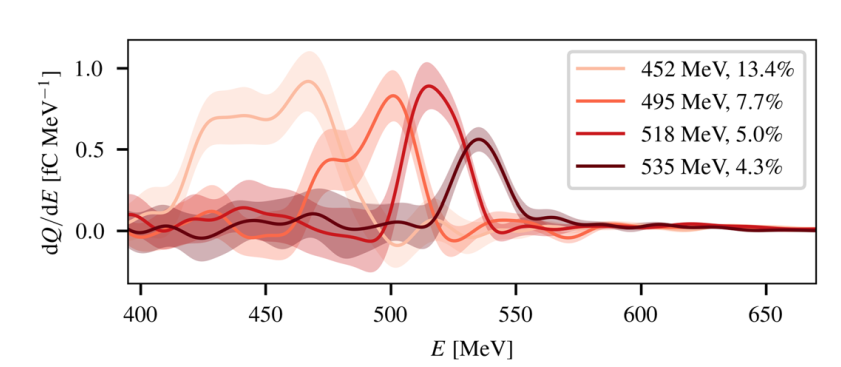 1.0
0.5
0.0
dQ/dE [fC MeV⁻¹]
452 MeV, 13.4%
495 MeV, 7.7%
518 MeV, 5.0%
535 MeV, 4.3%
400 450 500 550 600 650
E [MeV]